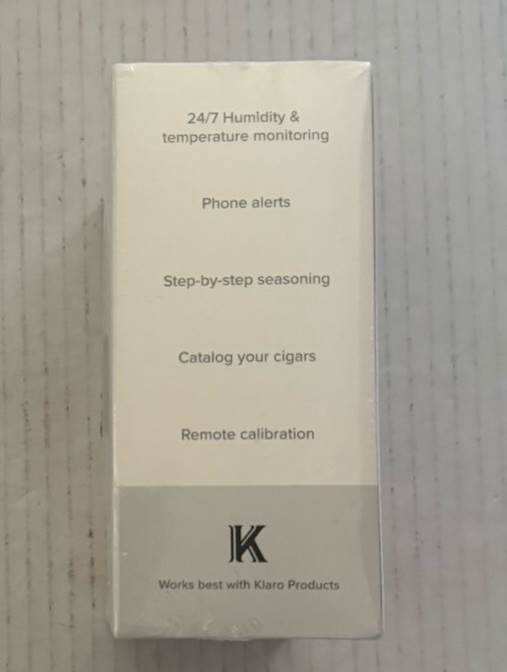 24/7 Humidity &
temperature monitoring
Phone alerts
Step-by-step seasoning
Catalog your cigars
Remote calibration
K
Works best with Klaro Products